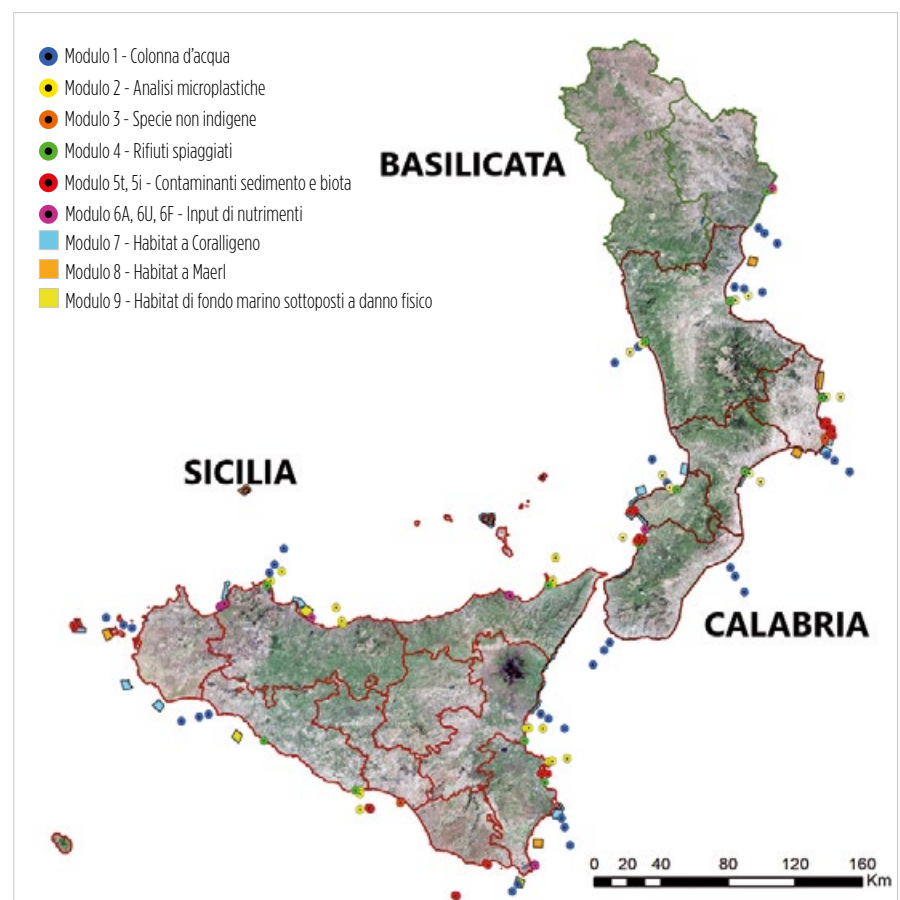 Modulo 1 - Colonna d'acqua
Modulo 2 - Analisi microplastiche
Modulo 3 - Specie non indigene
Modulo 4 - Rifiuti spiaggiati
Modulo 5t, 5i - Contaminanti sedimento e biota
Modulo 6A, 6U, 6F - Input di nutrimenti
Modulo 7 - Habitat a Coralligeno
Modulo 8 - Habitat a Maerl
Modulo 9 - Habitat di fondo marino sottoposti a danno fisico
BASILICATA
SICILIA
CALABRIA
0 20 40 80 120 160
Km